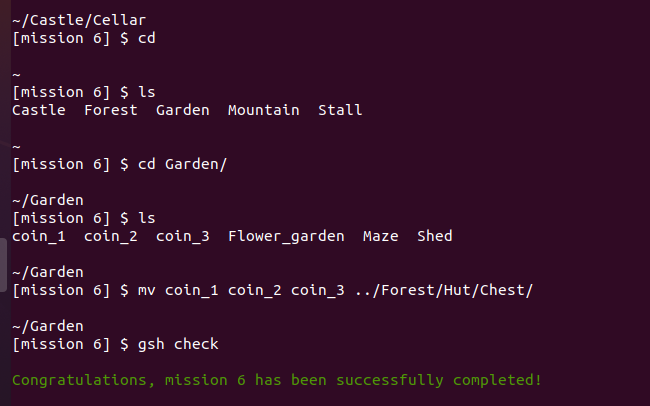 ~/Castle/Cellar
[mission 6] $ cd
~
[mission 6] $ ls
Castle  Forest  Garden  Mountain  Stall
~
[mission 6] $ cd Garden/
~/Garden
[mission 6] $ ls
coin_1  coin_2  coin_3  Flower_garden  Maze  Shed
~/Garden
[mission 6] $ mv coin_1 coin_2 coin_3 ../Forest/Hut/Chest/
~/Garden
[mission 6] $ gsh check
Congratulations, mission 6 has been successfully completed!